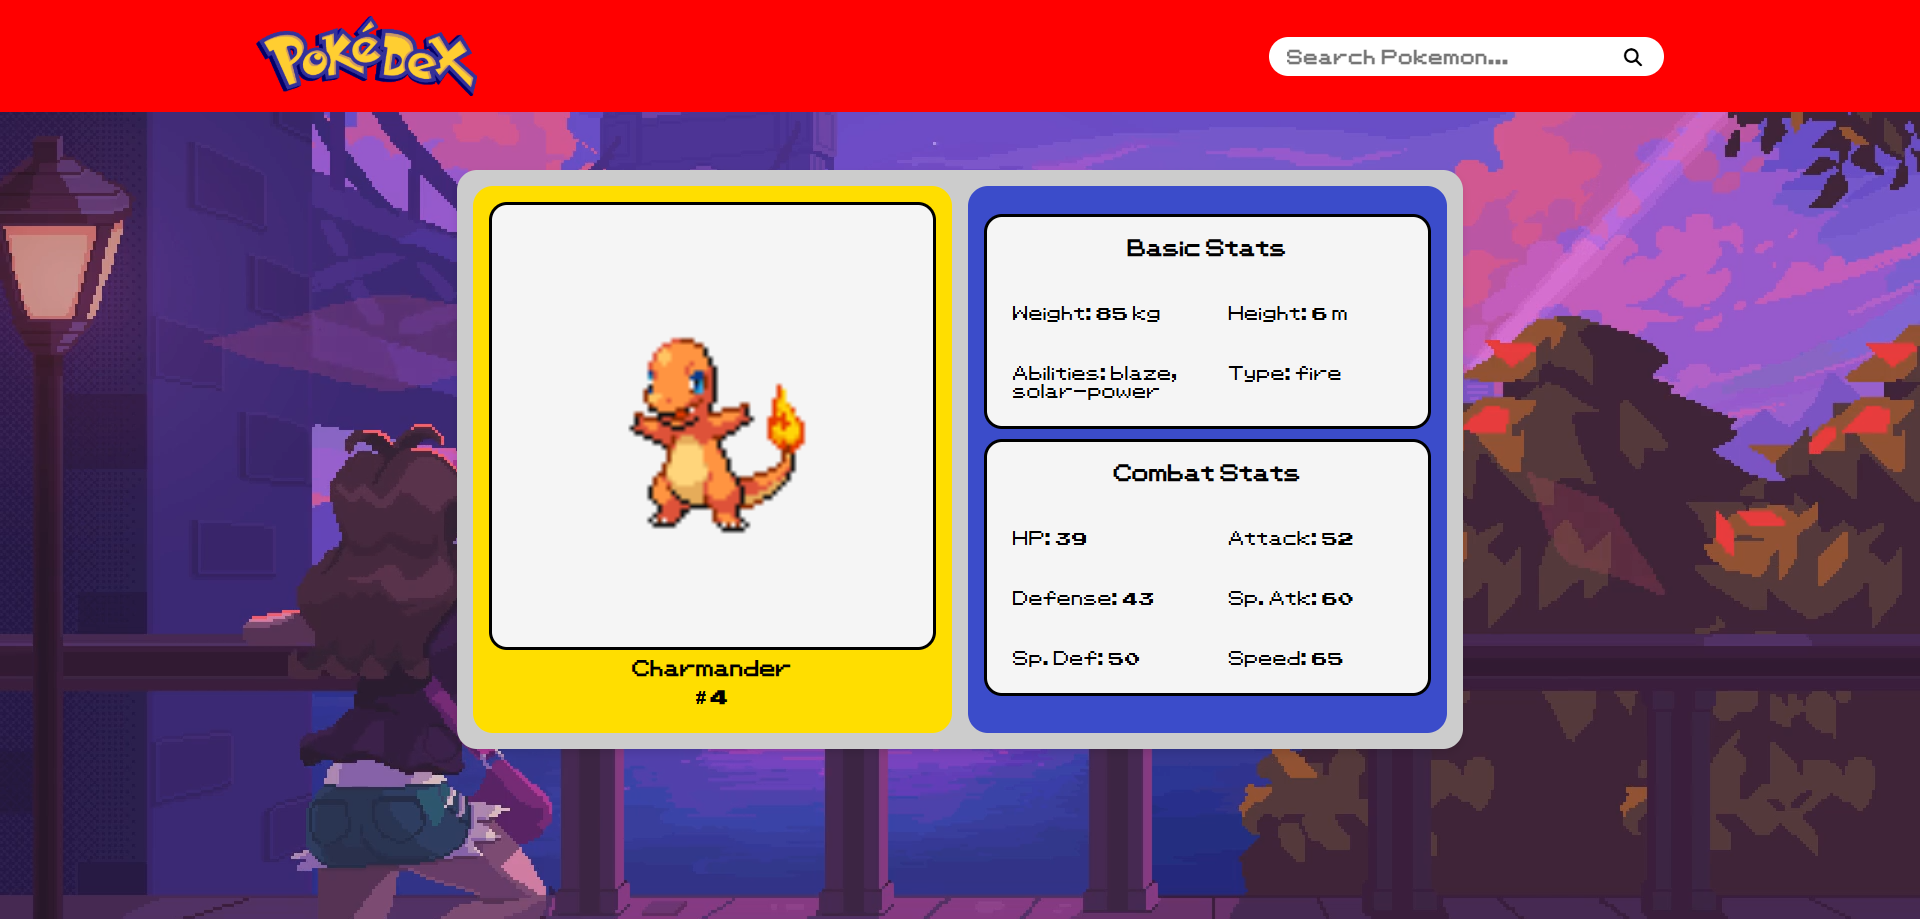 PokéDex
Search Pokemon...
Charmander
#4
Basic Stats
Weight: 85 kg
Height: 6 m
Abilities: blaze,
solar-power
Type: fire
Combat Stats
HP: 39
Attack: 52
Defense: 43
Sp. Atk: 60
Sp. Def: 50
Speed: 65